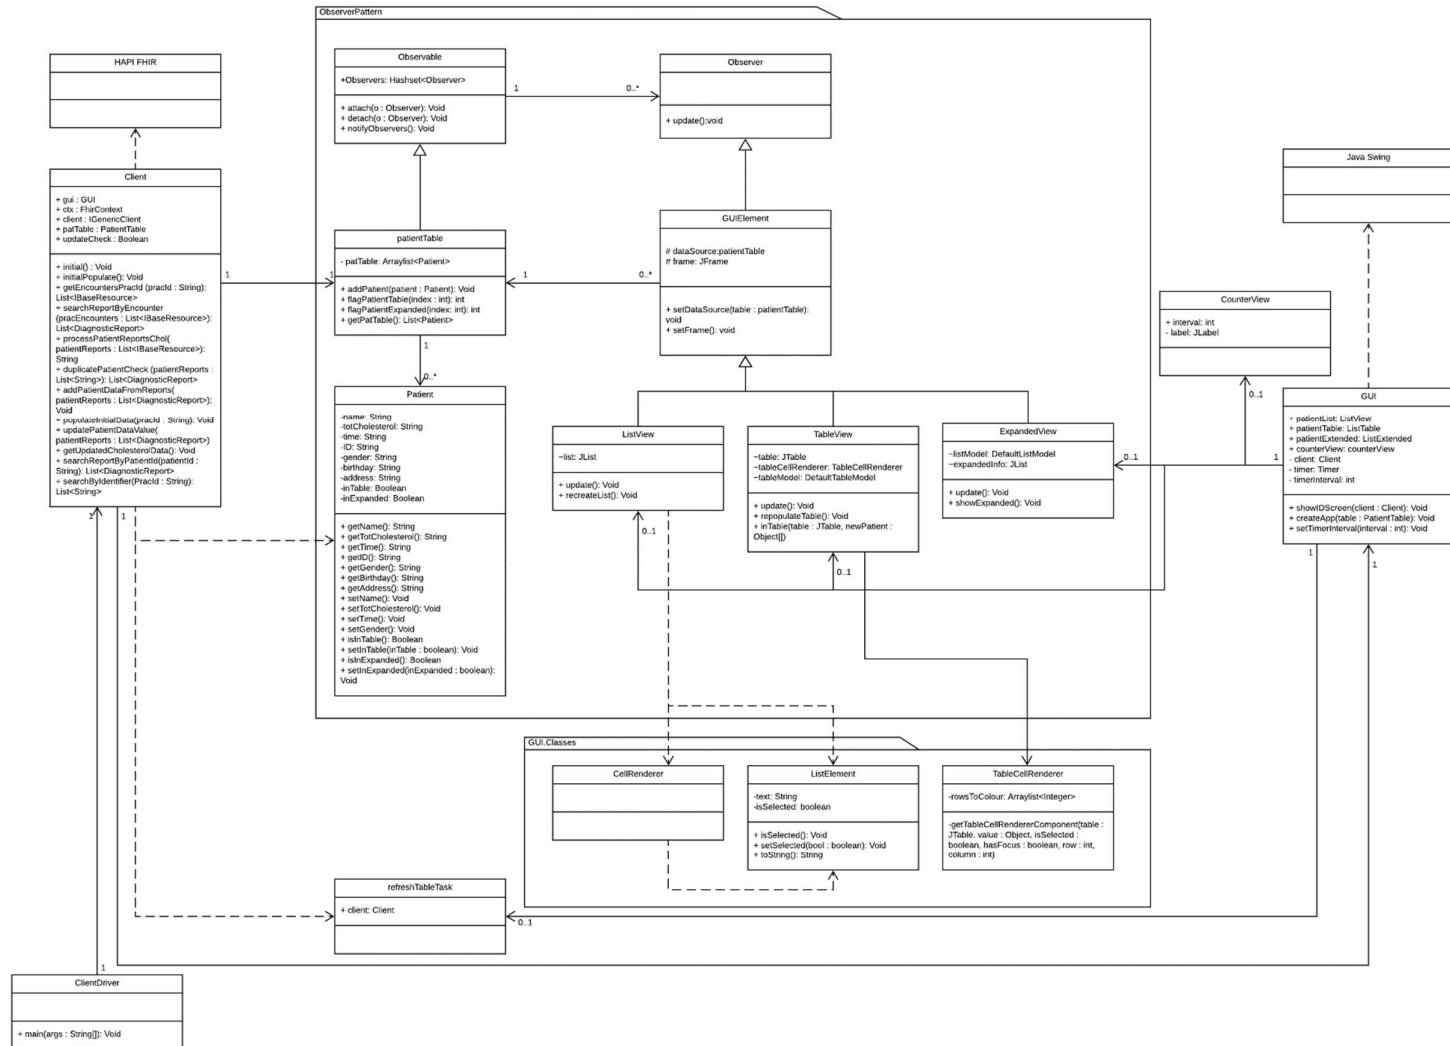 ObserverPattern
HAPI FHIR
Client
+ gui : GUI
+ ctx : FhirContext
+ client : IGenericClient
+ patTable : PatientTable
+ updateCheck : Boolean
+ initial() : Void
+ initialPopulate(): Void
+ getEncountersPracId (pracId : String):
List<IBaseResource>
+ searchReportByEncounter
(pracEncounters : List<IBaseResource>):
List<DiagnosticReport>
+ processPatientReportsChol(
patientReports : List<IBaseResource>):
String
+ duplicatePatientCheck (patientReports :
List<String>): List<DiagnosticReport>
+ addPatientDataFromReports(
patientReports : List<DiagnosticReport>):
Void
+ populateInitialData(pracId : String): Void
+ updatePatientDataValue(
patientReports : List<DiagnosticReport>)
+ getUpdatedCholesterolData(): Void
+ searchReportByPatientId(patientId :
String): List<DiagnosticReport>
+ searchByIdentifier(PracId : String):
List<String>
1
1
1
1
Observable
+Observers: Hashset<Observer>
+ attach(o : Observer): Void
+ detach(o ; Observer): Void
+ notifyObservers(): Void
1
0..*
Observer
+ update():void
patientTable
- patTable: Arraylist<Patient>
+ addPatient(patient : Patient): Void
+ flagPatientTable(index : int): int
+ flagPatientExpanded(index: int): int
+ getPatTable(): List<Patient>
1
0..*
1
0..*
GUIElement
# dataSource:patientTable
# frame: JFrame
+ setDataSource(table : patientTable):
void
+ setFrame(): void
Patient
-name: String
-totCholesterol: String
-time: String
-ID: String
-gender: String
-birthday: String
-address: String
-inTable: Boolean
-inExpanded: Boolean
+ getName(): String
+ getTotCholesterol(): String
+ getTime(): String
+ getID(): String
+ getGender(): String
+ getBirthday(): String
+ getAddress(): String
+ setName(): Void
+ setTotCholesterol(): Void
+ setTime(): Void
+ setGender(): Void
+ isInTable(): Boolean
+ setInTable(inTable : boolean): Void
+ isInExpanded(): Boolean
+ setInExpanded(inExpanded : boolean):
Void
ListView
~list: JList
+ update(): Void
+ recreateList(): Void
0..1
TableView
~table: JTable
~tableCellRenderer: TableCellRenderer
~tableModel: DefaultTableModel
+ update(): Void
+ repopulateTable(): Void
+ inTable(table : JTable, newPatient :
Object[])
0..1
ExpandedView
~listModel: DefaultListModel
~expandedInfo: JList
+ update(): Void
+ showExpanded(): Void
0..1
CounterView
+ interval: int
- label: JLabel
0..1
Java Swing
GUI
+ patientList: ListView
+ patientTable: ListTable
+ patientExtended: ListExtended
+ counterView: counterView
- client: Client
- timer: Timer
- timerInterval: int
+ showIDScreen(client : Client): Void
+ createApp(table : PatientTable): Void
+ setTimerInterval(interval : int): Void
1
1
1
GUI.Classes
CellRenderer
ListElement
-text: String
-isSelected: boolean
+ isSelected(): Void
+ setSelected(bool : boolean): Void
+ toString(): String
TableCellRenderer
-rowsToColour: Arraylist<Integer>
-getTableCellRendererComponent(table :
JTable, value : Object, isSelected :
boolean, hasFocus : boolean, row : int,
column : int)
refreshTableTask
+ client: Client
0..1
1
ClientDriver
+ main(args : String[]): Void